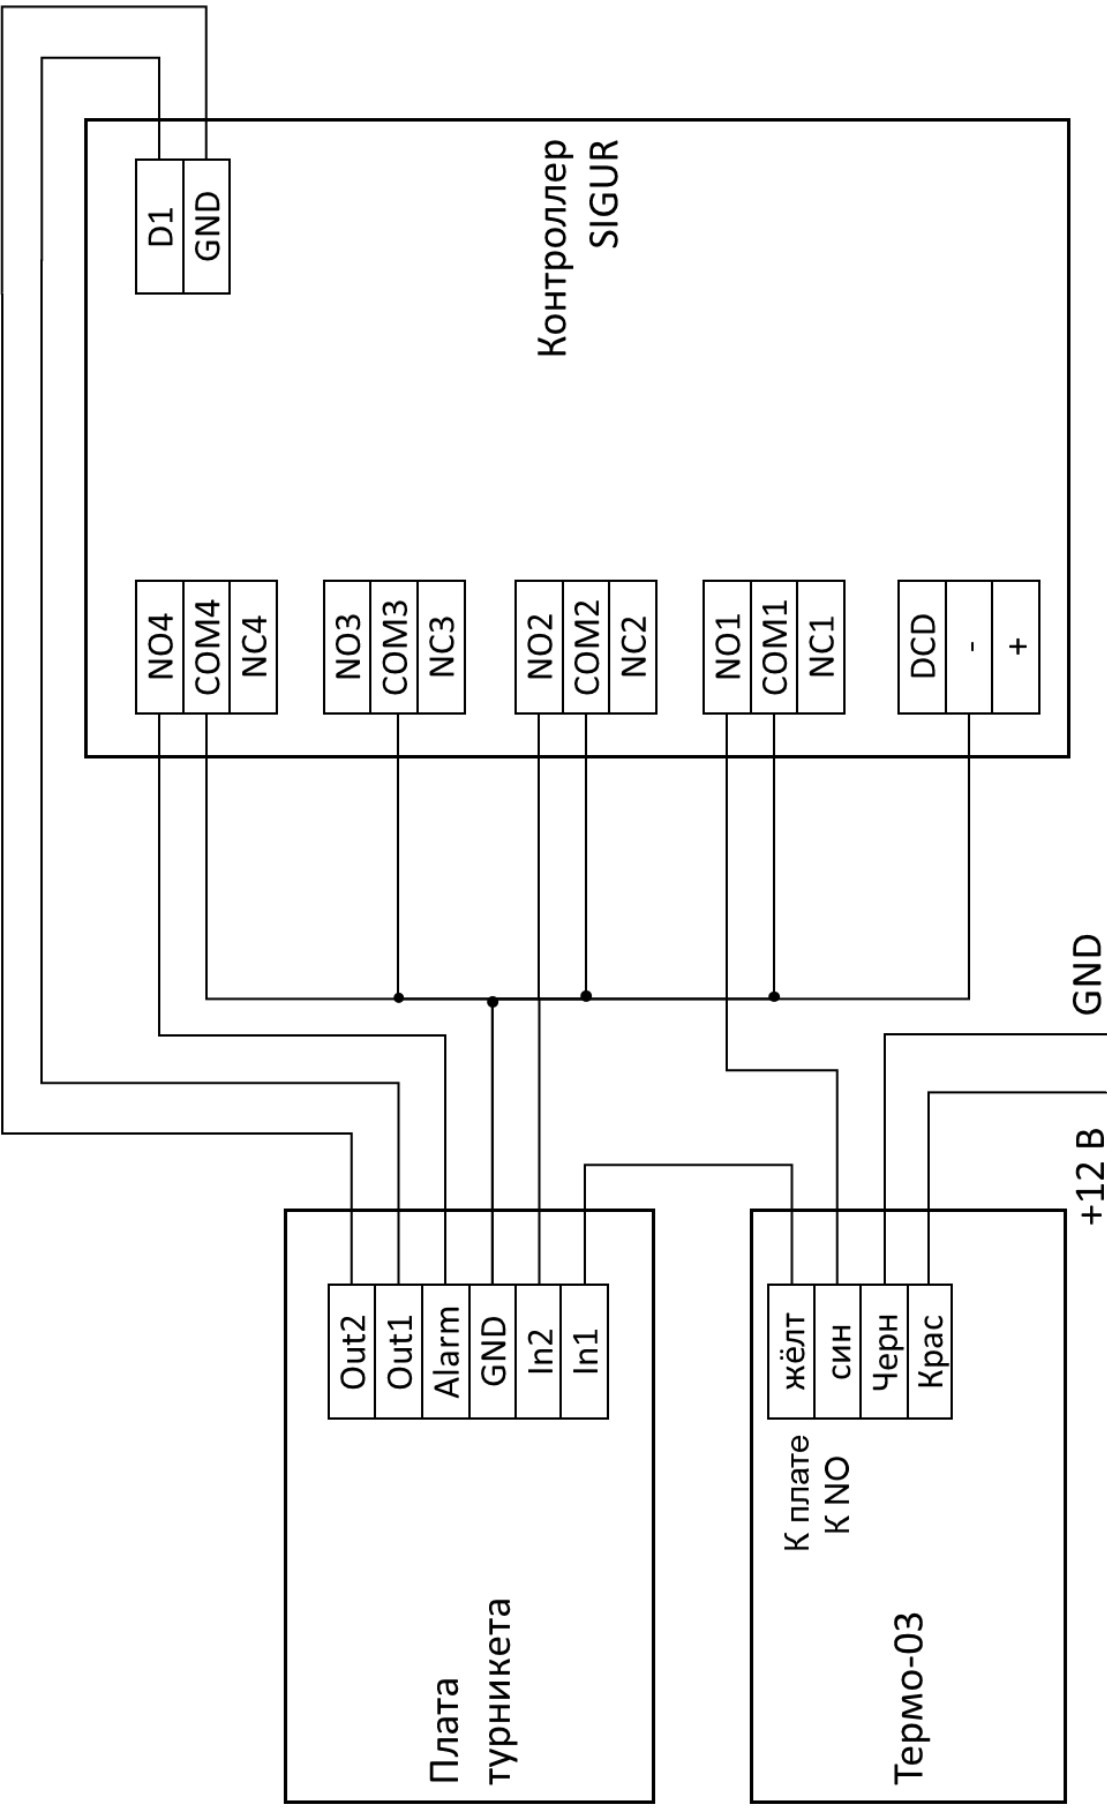 Плата
турникета
Out2
Out1
Alarm
GND
In2
In1
Термо-03
К плате
К NO
жёлт
син
Черн
Крас
+12 В
GND
NO4
COM4
NC4
NO3
COM3
NC3
NO2
COM2
NC2
NO1
COM1
NC1
DCD
-
+
Контроллер
SIGUR
D1
GND